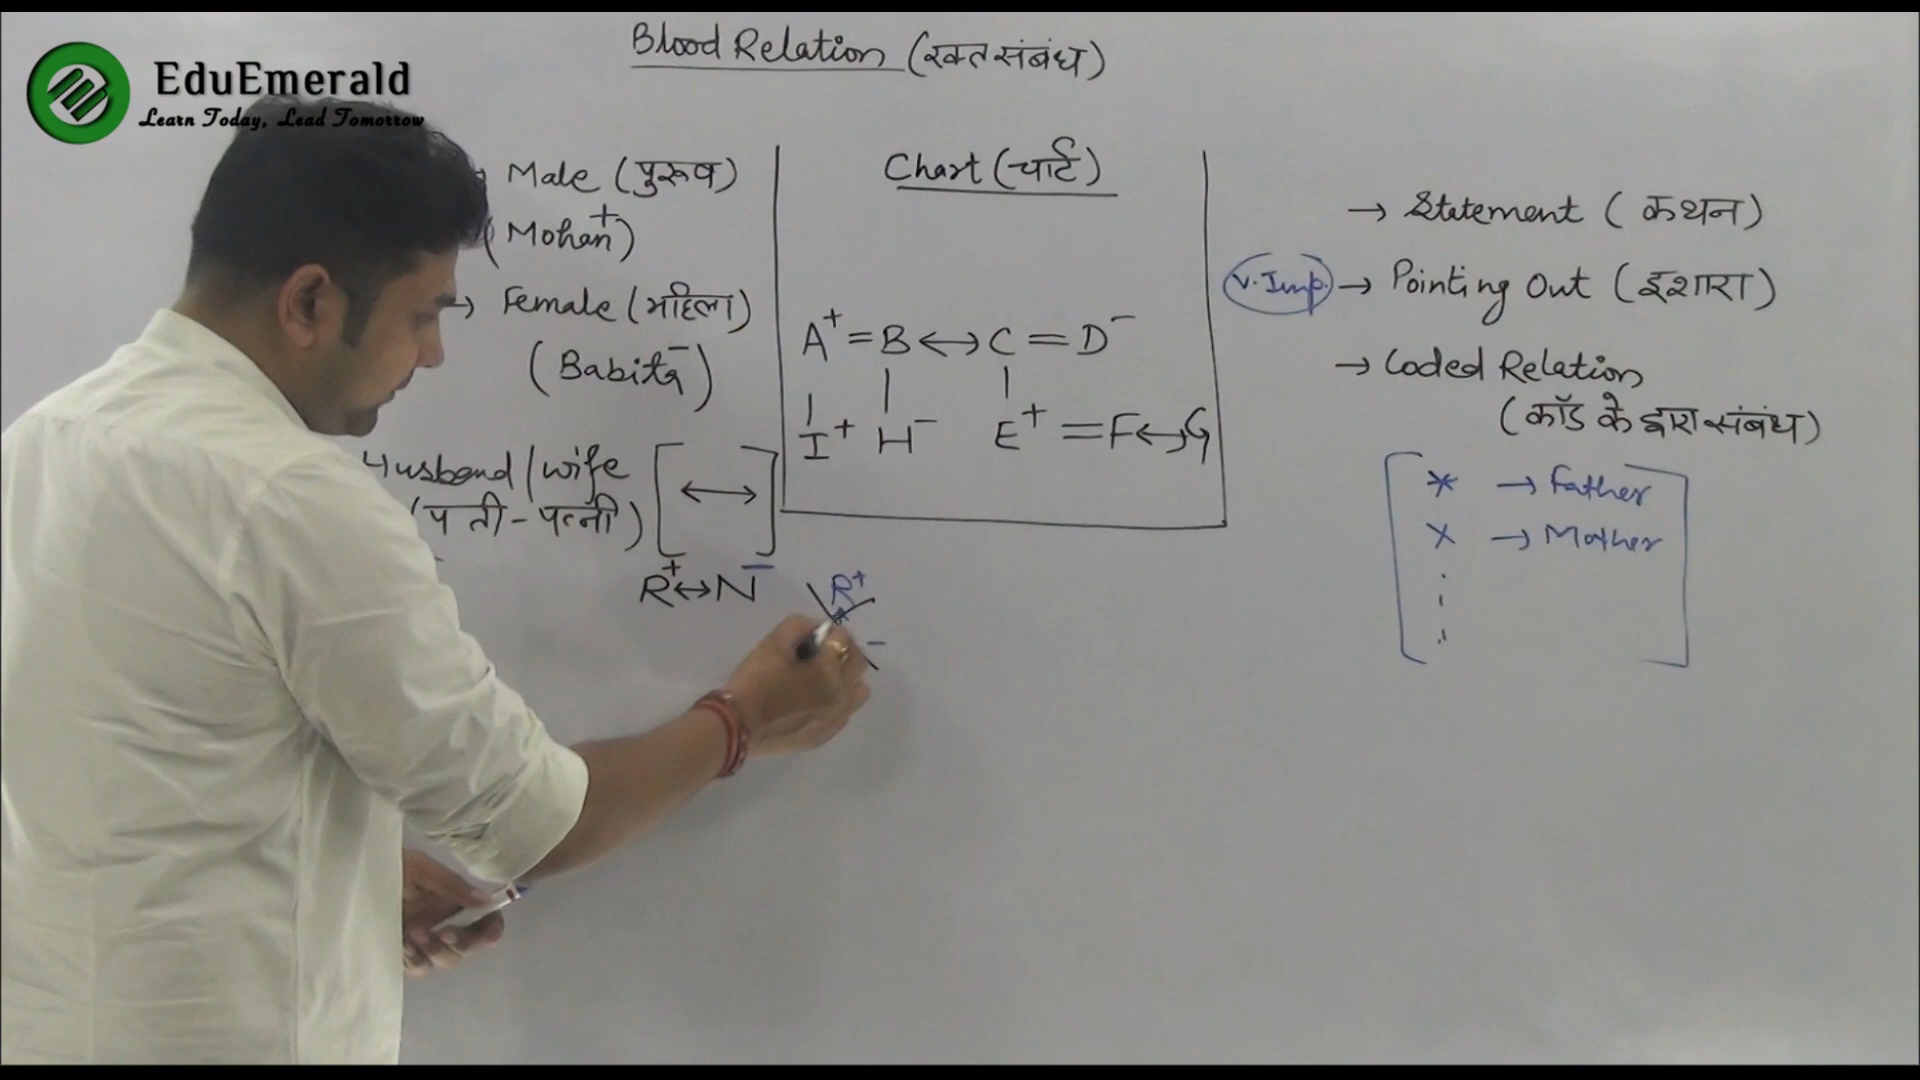 EduEmerald
Learn Today, Lead Tomorrow
Blood Relation (रक्त संबंध)
Male (पुरूष)
(Mohan+)
→ Female (महिला)
(Babita-)
Husband/wife
(पती-पत्नी)
[↔]
R+↔N-
R+
-
Chart (चार्ट)
A+=B↔C=D-
I+ H- E+=F↔G
→ Statement (कथन)
V. Imp. → Pointing Out (इशारा)
→ Coded Relation
(कॉड के द्वारा संबंध)
* → Father
× → Mother